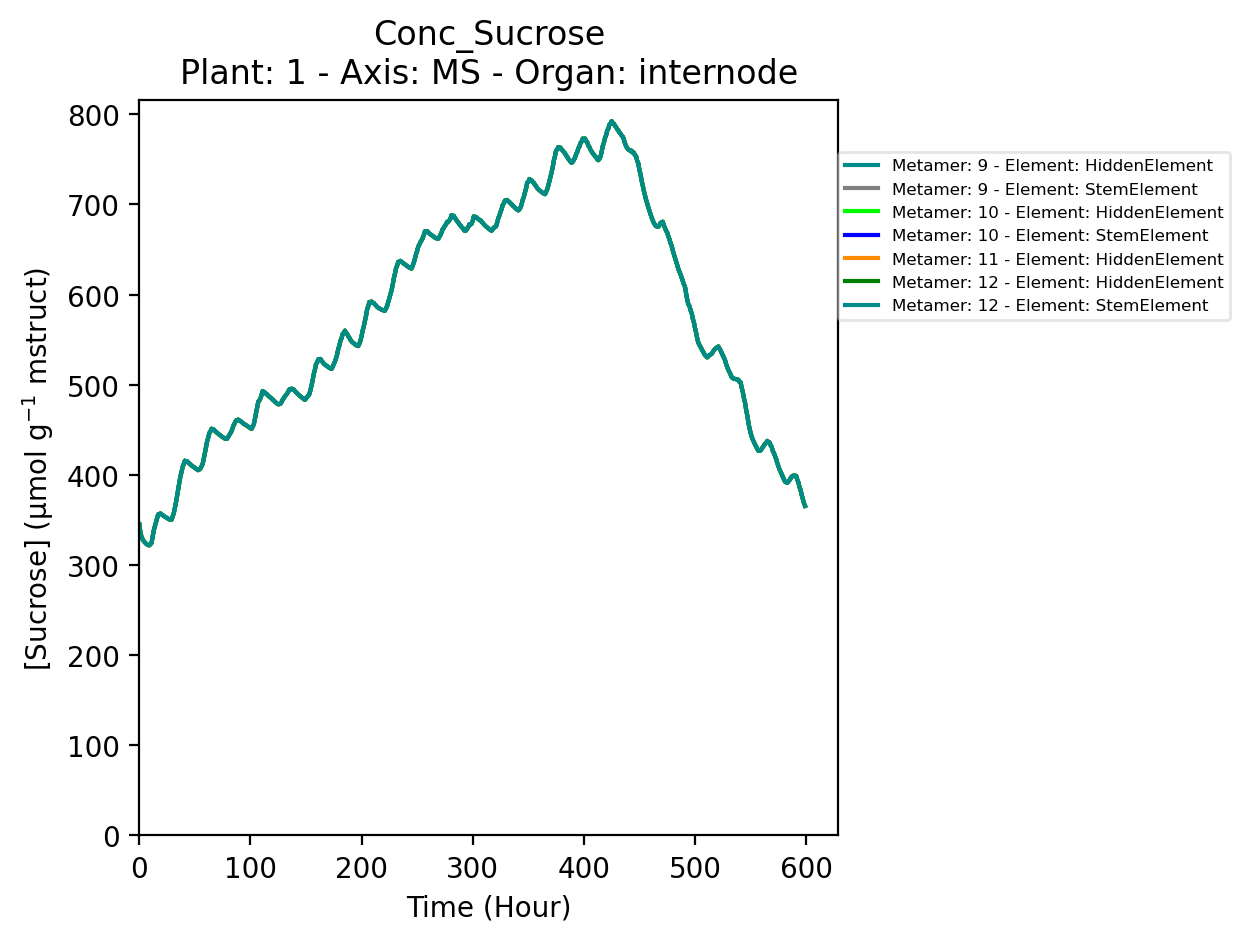 Conc_Sucrose
Plant: 1 - Axis: MS - Organ: internode
[Sucrose] (µmol g⁻¹ mstruct)
800
700
600
500
400
300
200
100
0
0 100 200 300 400 500 600
Time (Hour)
Metamer: 9 - Element: HiddenElement
Metamer: 9 - Element: StemElement
Metamer: 10 - Element: HiddenElement
Metamer: 10 - Element: StemElement
Metamer: 11 - Element: HiddenElement
Metamer: 12 - Element: HiddenElement
Metamer: 12 - Element: StemElement